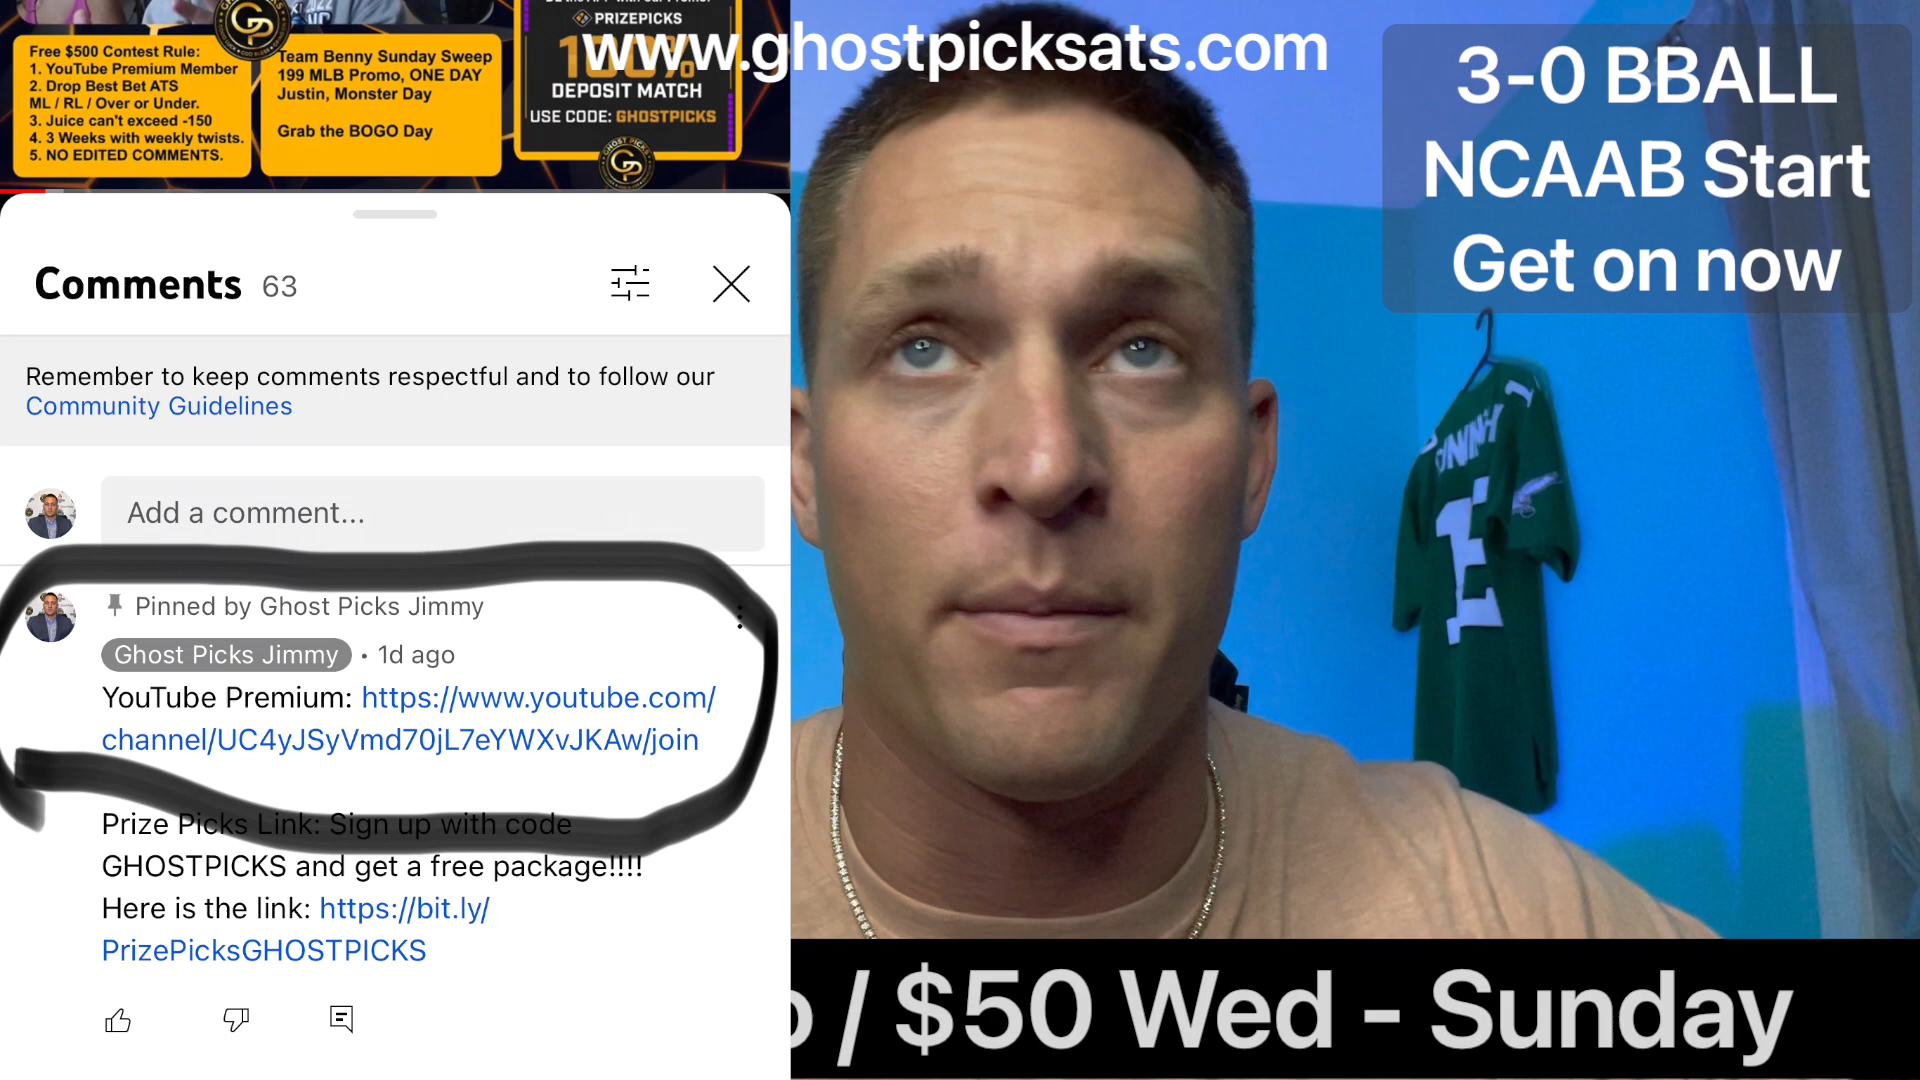 PRIZEPICKS
100%
DEPOSIT MATCH
USE CODE: GHOSTPICKS
GP
Free $500 Contest Rule:
1. YouTube Premium Member
2. Drop Best Bet ATS
ML / RL / Over or Under.
3. Juice can't exceed -150
4. 3 Weeks with weekly twists.
5. NO EDITED COMMENTS.
Team Benny Sunday Sweep
199 MLB Promo, ONE DAY
Justin, Monster Day
Grab the BOGO Day
GHOST PICKS
GP
www.ghostpicksats.com
3-0 BBALL
NCAAB Start
Get on now
Comments 63
Remember to keep comments respectful and to follow our
Community Guidelines
Add a comment...
Pinned by Ghost Picks Jimmy
Ghost Picks Jimmy • 1d ago
YouTube Premium: https://www.youtube.com/
channel/UC4yJSyVmd70jL7eYWXvJKAw/join
Prize Picks Link: Sign up with code
GHOSTPICKS and get a free package!!!!
Here is the link: https://bit.ly/
PrizePicksGHOSTPICKS
1
/ $50 Wed - Sunday